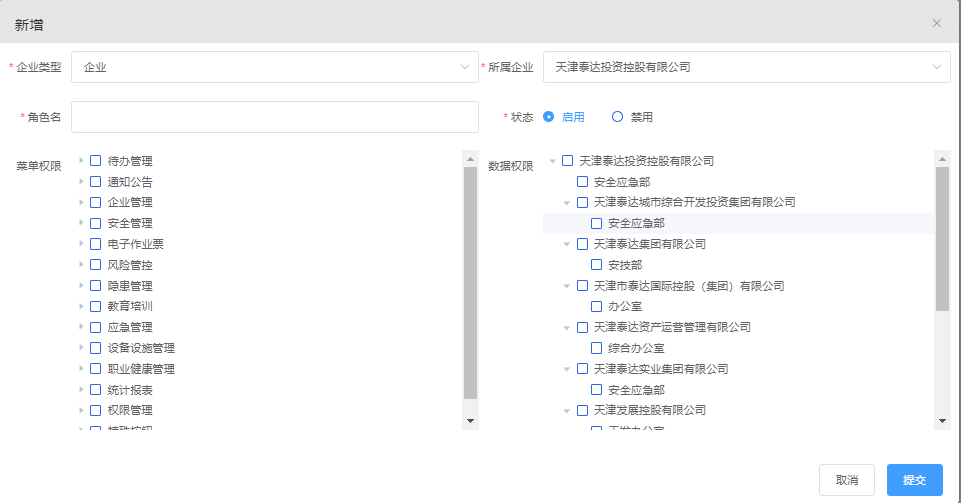 新增
* 企业类型 企业 * 所属企业 天津泰达投资控股有限公司
* 角色名 * 状态 启用 禁用
菜单权限 数据权限
待办管理
通知公告
企业管理
安全管理
电子作业票
风险管控
隐患管理
教育培训
应急管理
设备设施管理
职业健康管理
统计报表
权限管理
天津泰达投资控股有限公司
安全应急部
天津泰达城市综合开发投资集团有限公司
安全应急部
天津泰达集团有限公司
安技部
天津市泰达国际控股（集团）有限公司
办公室
天津泰达资产运营管理有限公司
综合办公室
天津泰达实业集团有限公司
安全应急部
天津发展控股有限公司
取消 提交